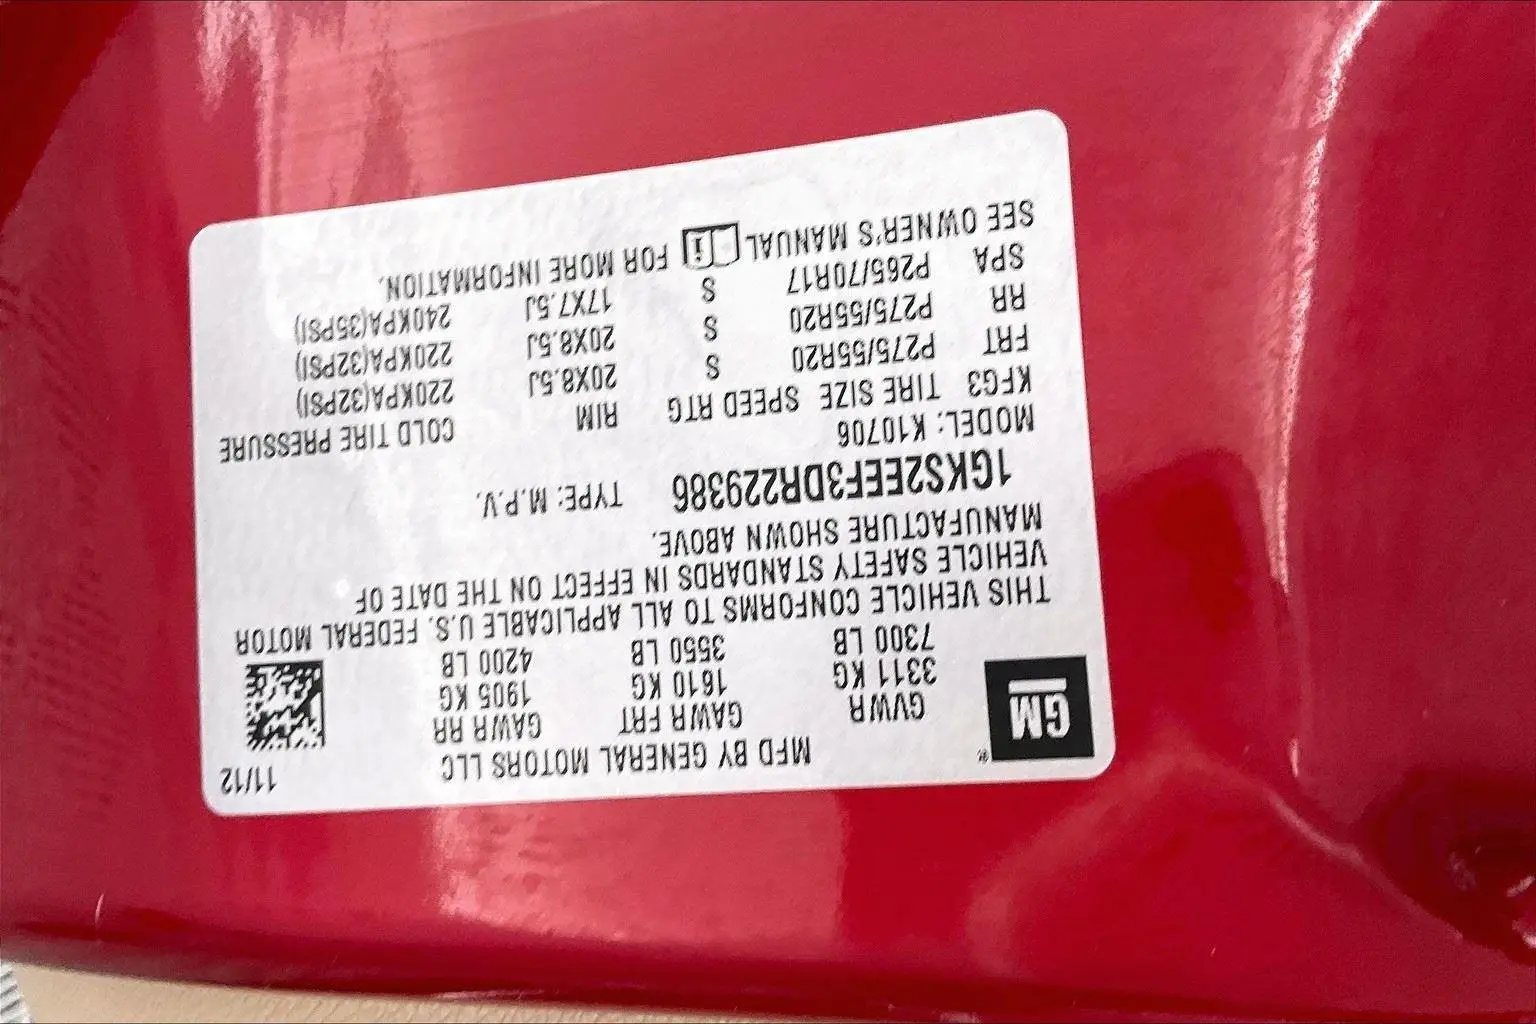 MFD BY GENERAL MOTORS LLC 11/12
GM®
GVWR GAWR FRT GAWR RR
3311 KG 1610 KG 1905 KG
7300 LB 3550 LB 4200 LB
THIS VEHICLE CONFORMS TO ALL APPLICABLE U.S. FEDERAL MOTOR
VEHICLE SAFETY STANDARDS IN EFFECT ON THE DATE OF
MANUFACTURE SHOWN ABOVE.
1GKS2EEF3DR229386 TYPE: M.P.V.
MODEL: K10706
KFG3 TIRE SIZE SPEED RTG RIM COLD TIRE PRESSURE
FRT P275/55R20 S 20X8.5J 220KPA(32PSI)
RR P275/55R20 S 20X8.5J 220KPA(32PSI)
SPA P265/70R17 S 17X7.5J 240KPA(35PSI)
SEE OWNER'S MANUAL i FOR MORE INFORMATION.